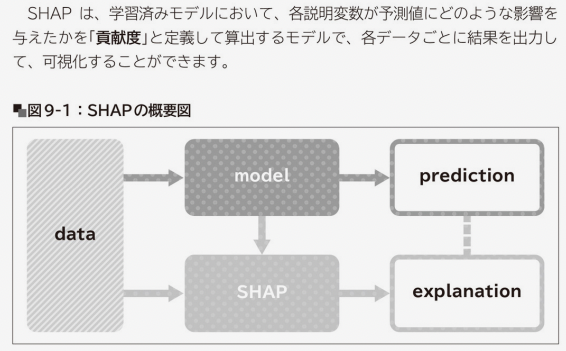 SHAP は、学習済みモデルにおいて、各説明変数が予測値にどのような影響を
与えたかを「貢献度」と定義して算出するモデルで、各データごとに結果を出力し
て、可視化することができます。
図9-1：SHAPの概要図
model
prediction
data
SHAP
explanation